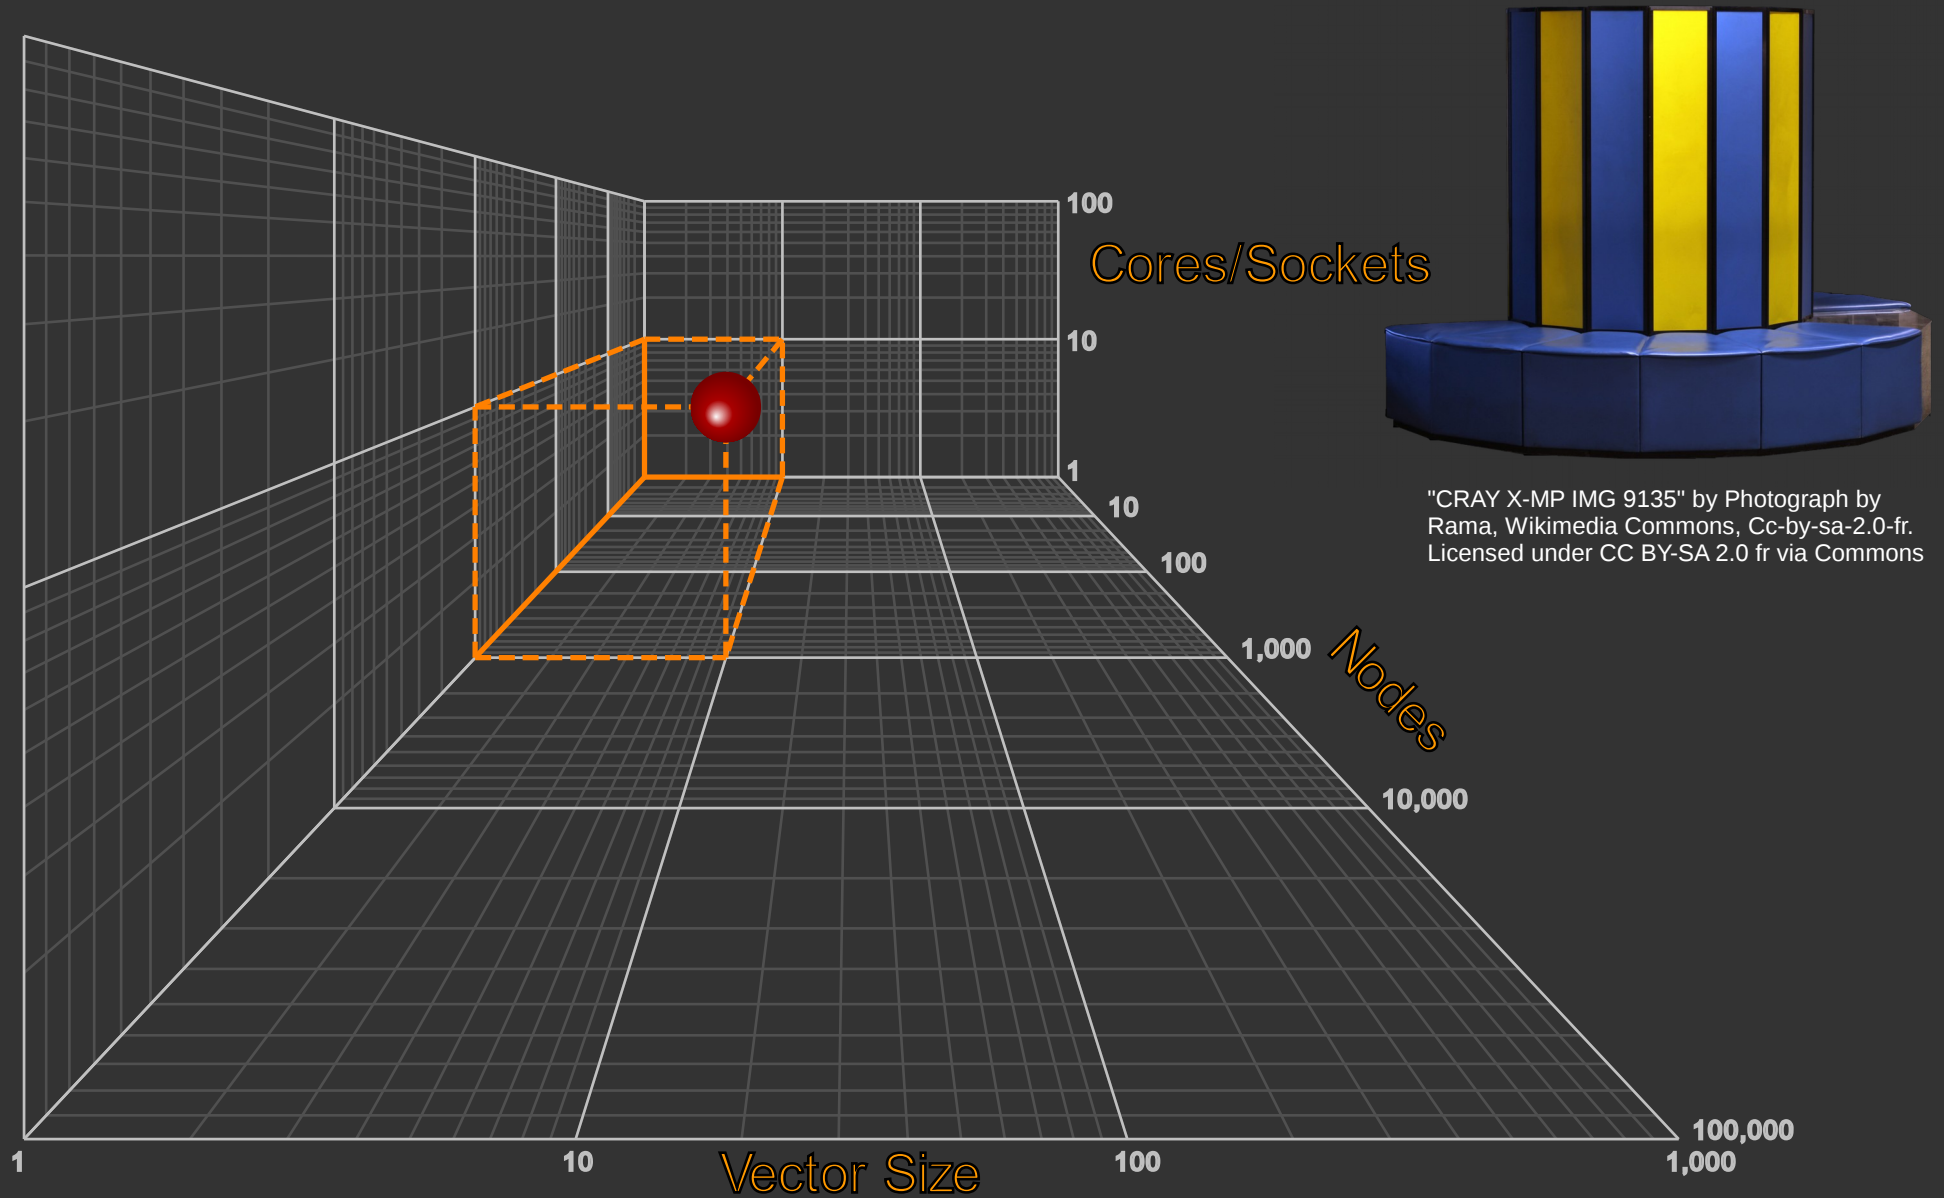 100
Cores/Sockets
10
1
10
"CRAY X-MP IMG 9135" by Photograph by
Rama, Wikimedia Commons, Cc-by-sa-2.0-fr.
Licensed under CC BY-SA 2.0 fr via Commons
100
1,000
Nodes
10,000
100,000
1
10
Vector Size
100
1,000